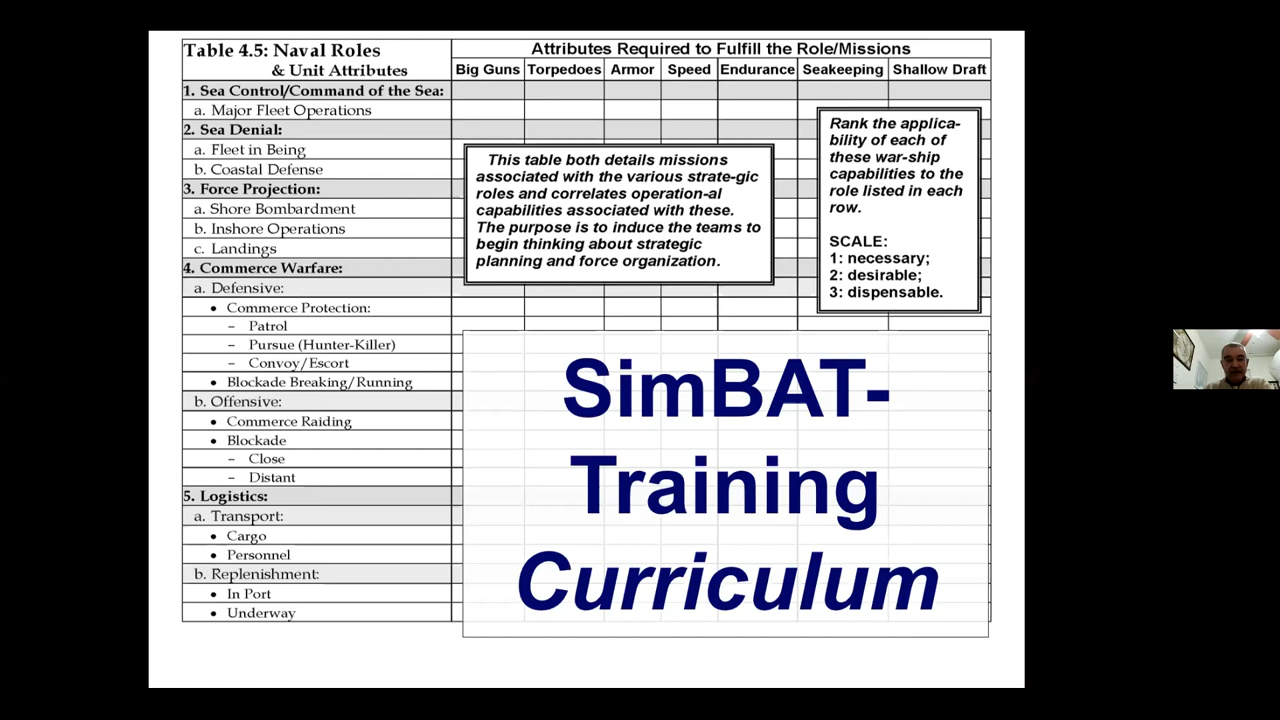 Table 4.5: Naval Roles
& Unit Attributes
Attributes Required to Fulfill the Role/Missions
Big Guns Torpedoes Armor Speed Endurance Seakeeping Shallow Draft
1. Sea Control/Command of the Sea:
a. Major Fleet Operations
2. Sea Denial:
a. Fleet in Being
b. Coastal Defense
3. Force Projection:
a. Shore Bombardment
b. Inshore Operations
c. Landings
4. Commerce Warfare:
a. Defensive:
• Commerce Protection:
– Patrol
– Pursue (Hunter-Killer)
– Convoy/Escort
• Blockade Breaking/Running
b. Offensive:
• Commerce Raiding
• Blockade
– Close
– Distant
5. Logistics:
a. Transport:
• Cargo
• Personnel
b. Replenishment:
• In Port
• Underway
This table both details missions
associated with the various strate-gic
roles and correlates operation-al
capabilities associated with these.
The purpose is to induce the teams to
begin thinking about strategic
planning and force organization.
Rank the applica-
bility of each of
these war-ship
capabilities to the
role listed in each
row.
SCALE:
1: necessary;
2: desirable;
3: dispensable.
SimBAT-
Training
Curriculum